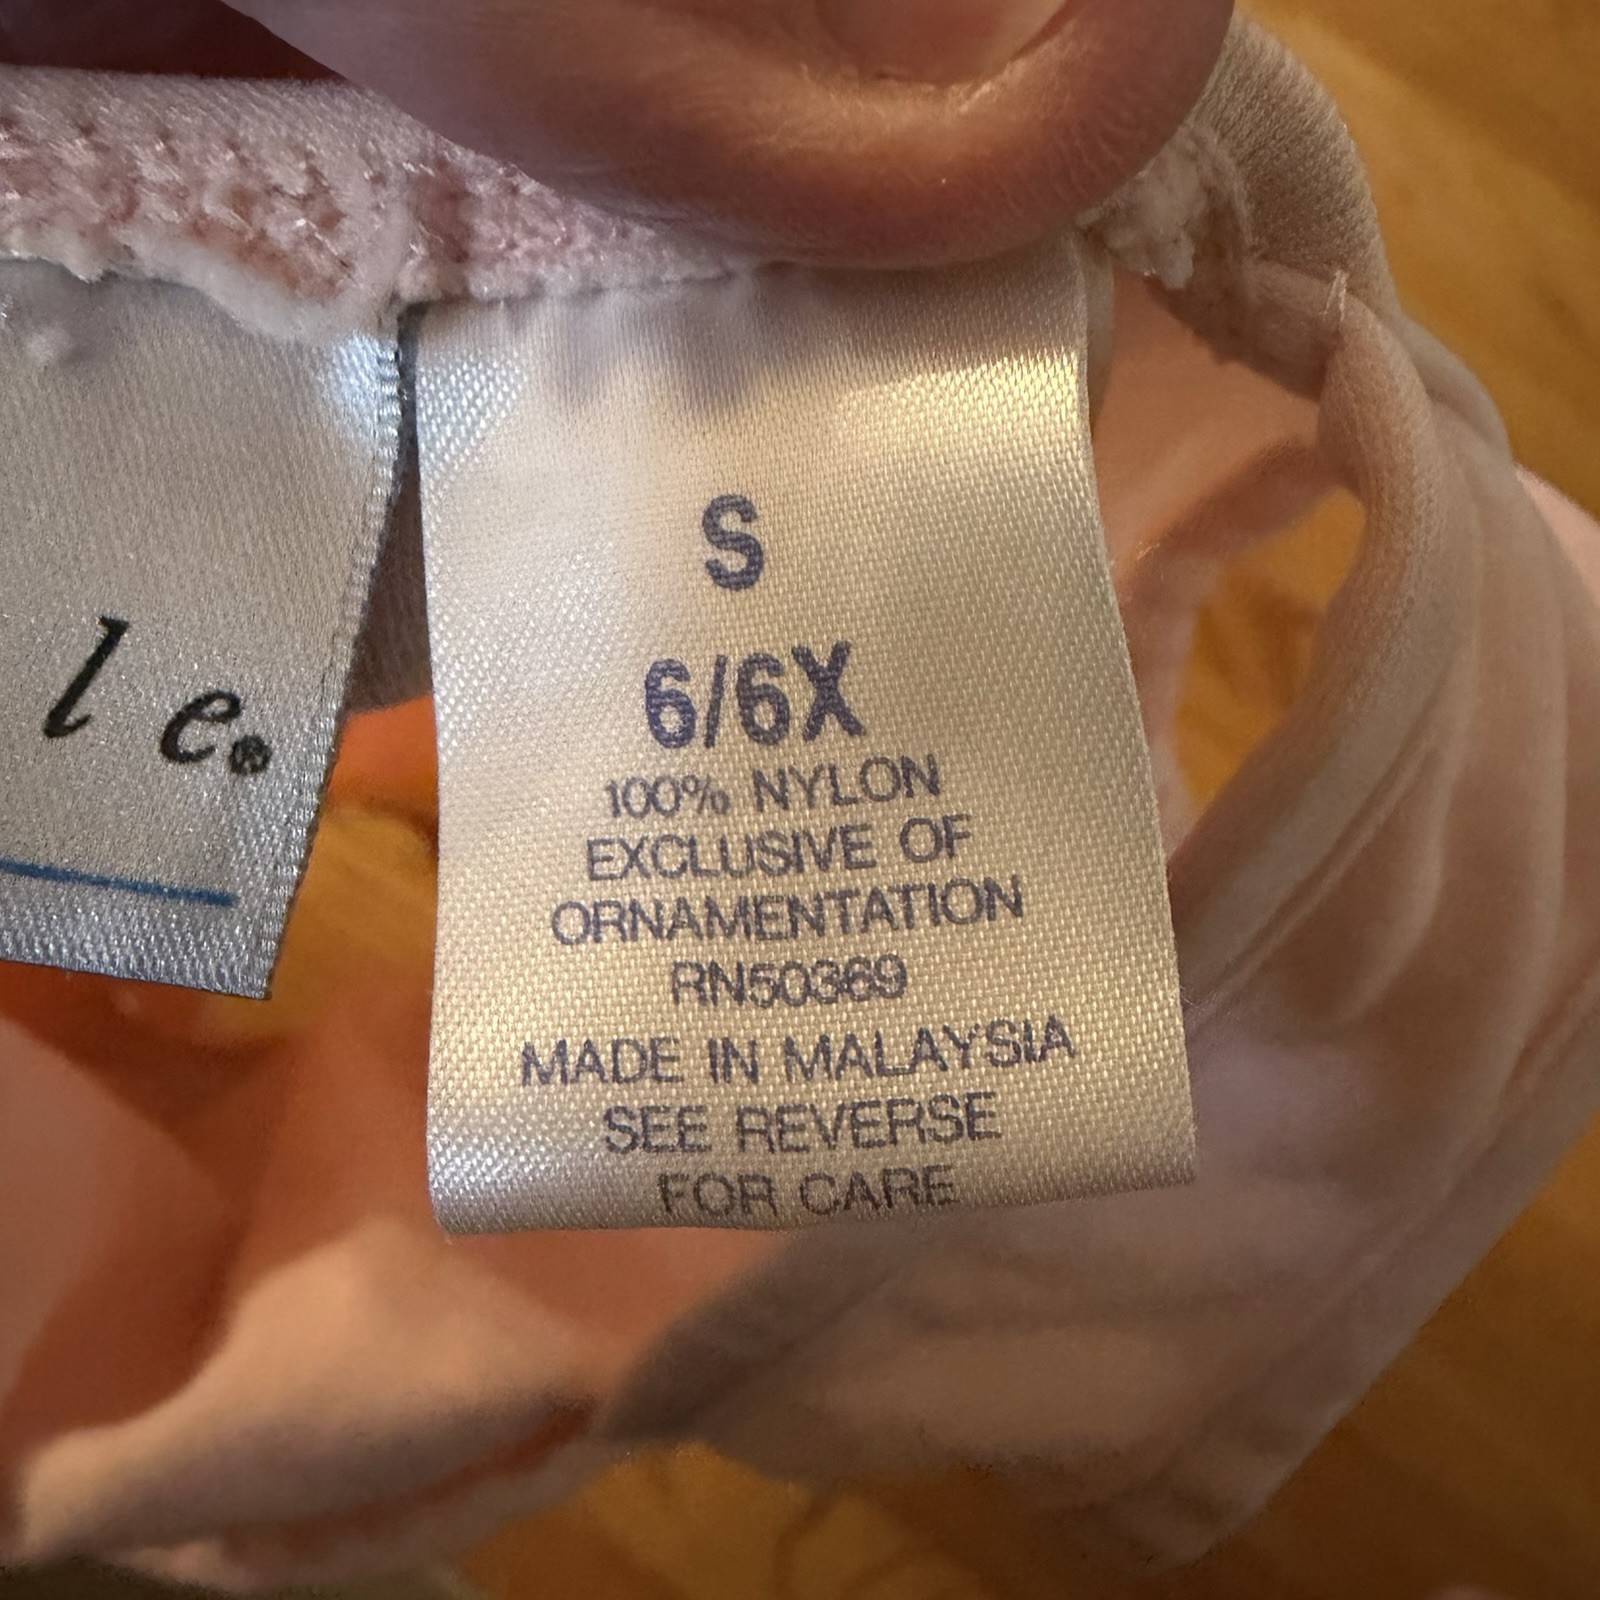 l e.®
S
6/6X
100% NYLON
EXCLUSIVE OF
ORNAMENTATION
RN50369
MADE IN MALAYSIA
SEE REVERSE
FOR CARE